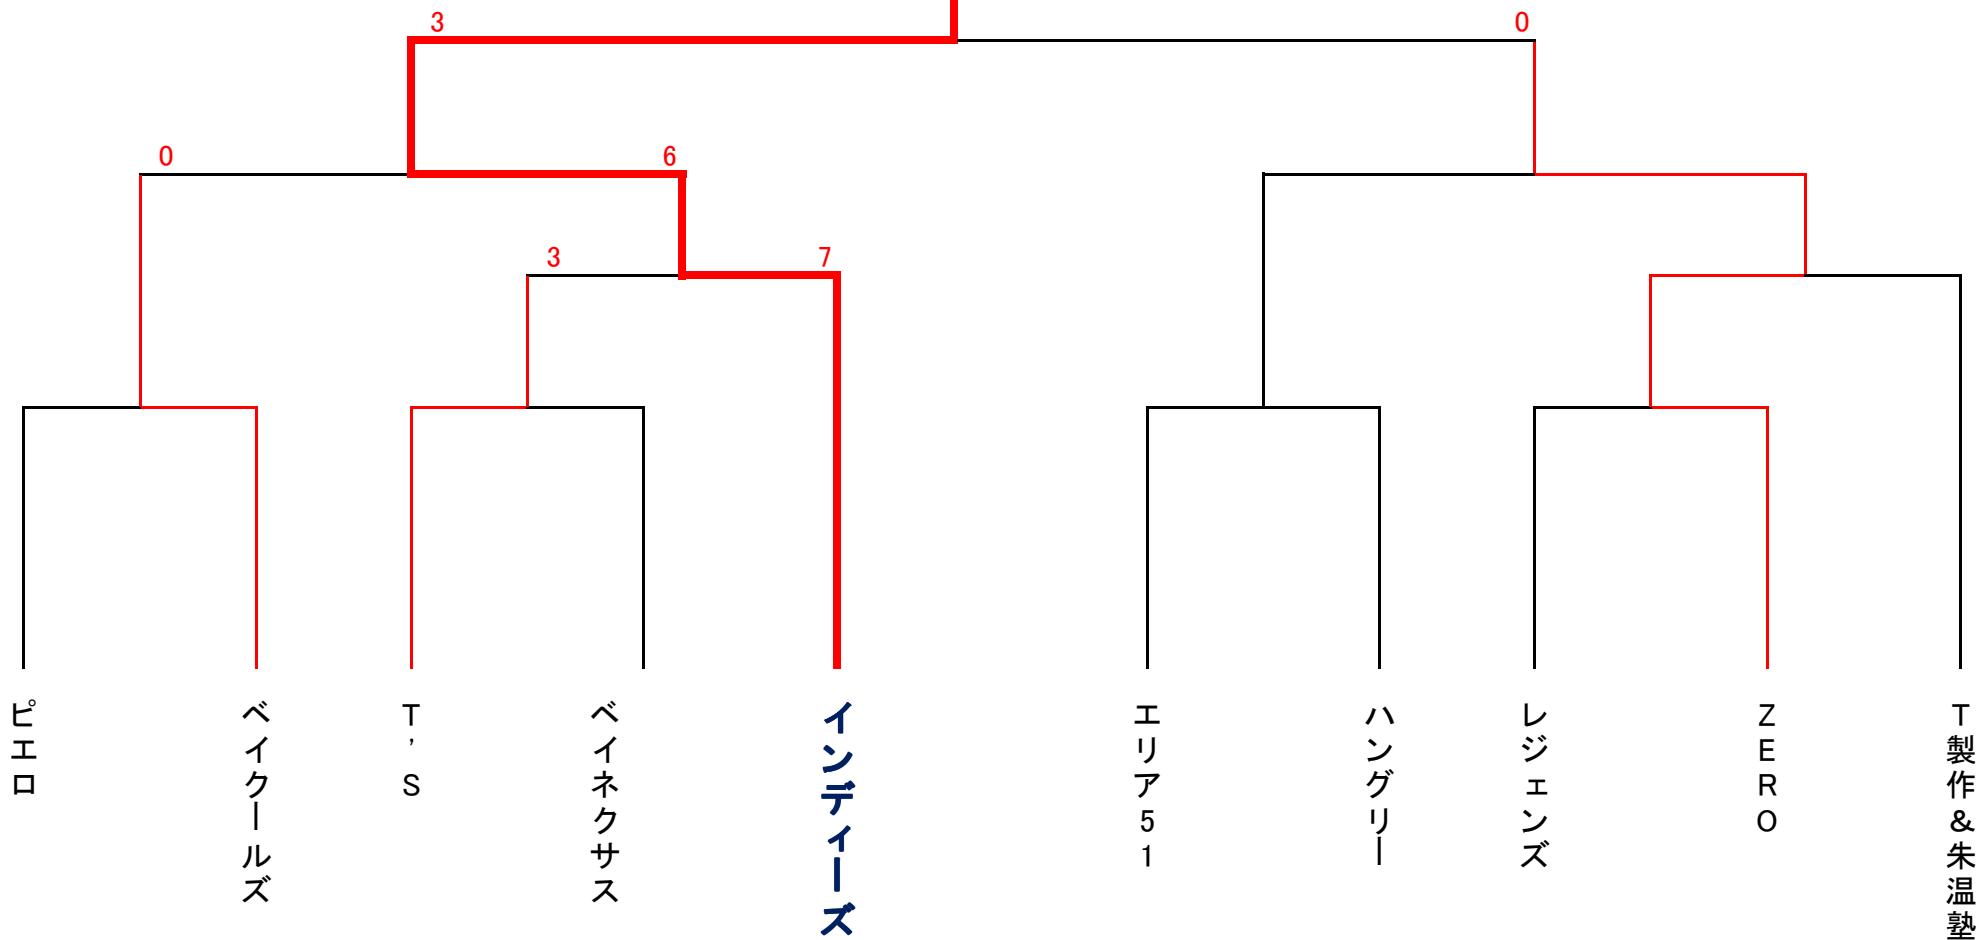 3
0
0
6
3
7
ピエロ
ベイクールズ
T’S
ベイネクサス
インディーズ
エリア51
ハングリー
レジェンズ
ZERO
T製作&朱温塾